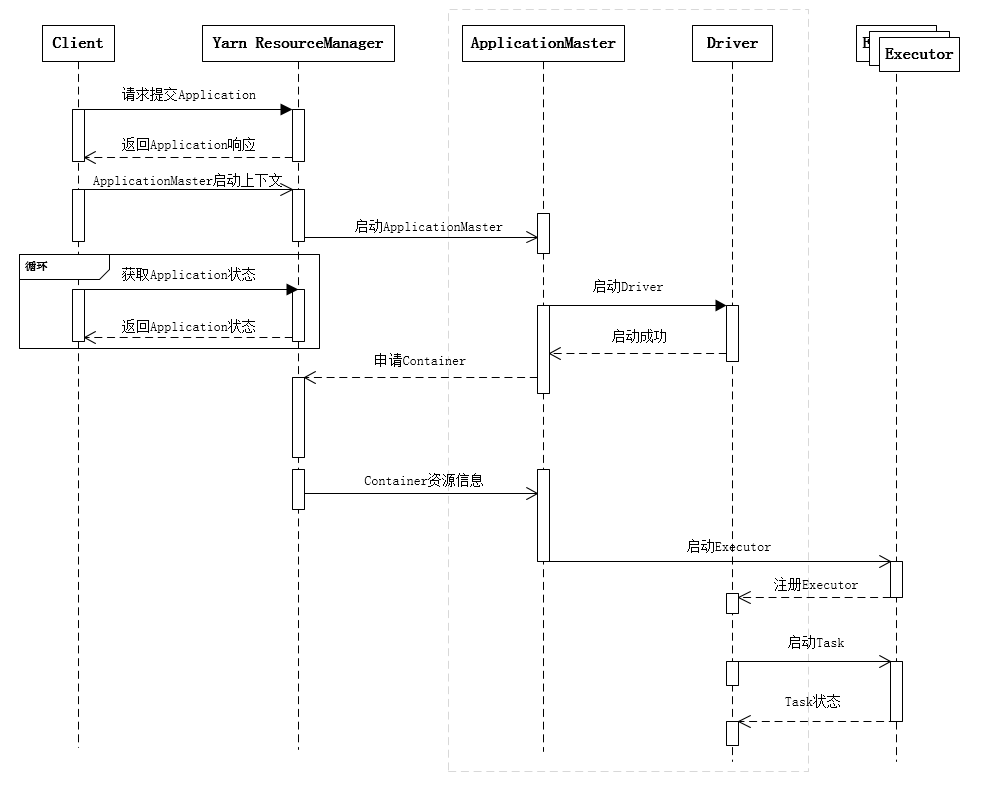 Client
Yarn ResourceManager
ApplicationMaster
Driver
E
Executor
请求提交Application
返回Application响应
ApplicationMaster启动上下文
启动ApplicationMaster
循环
获取Application状态
启动Driver
返回Application状态
启动成功
申请Container
Container资源信息
启动Executor
注册Executor
启动Task
Task状态